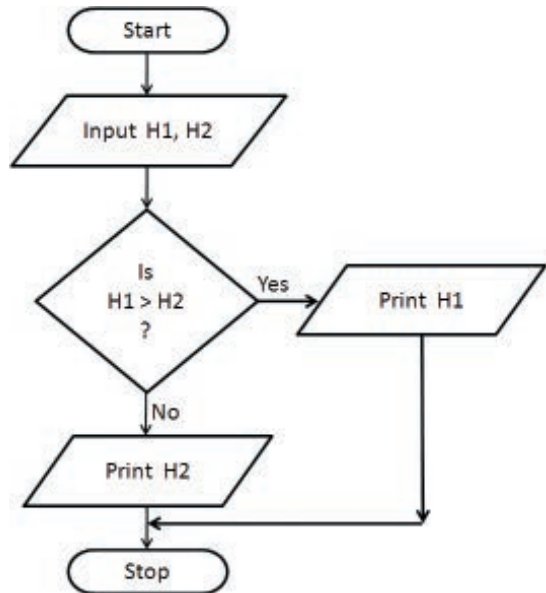 Start
Input H1, H2
Is
H1 > H2
?
Yes
Print H1
No
Print H2
Stop